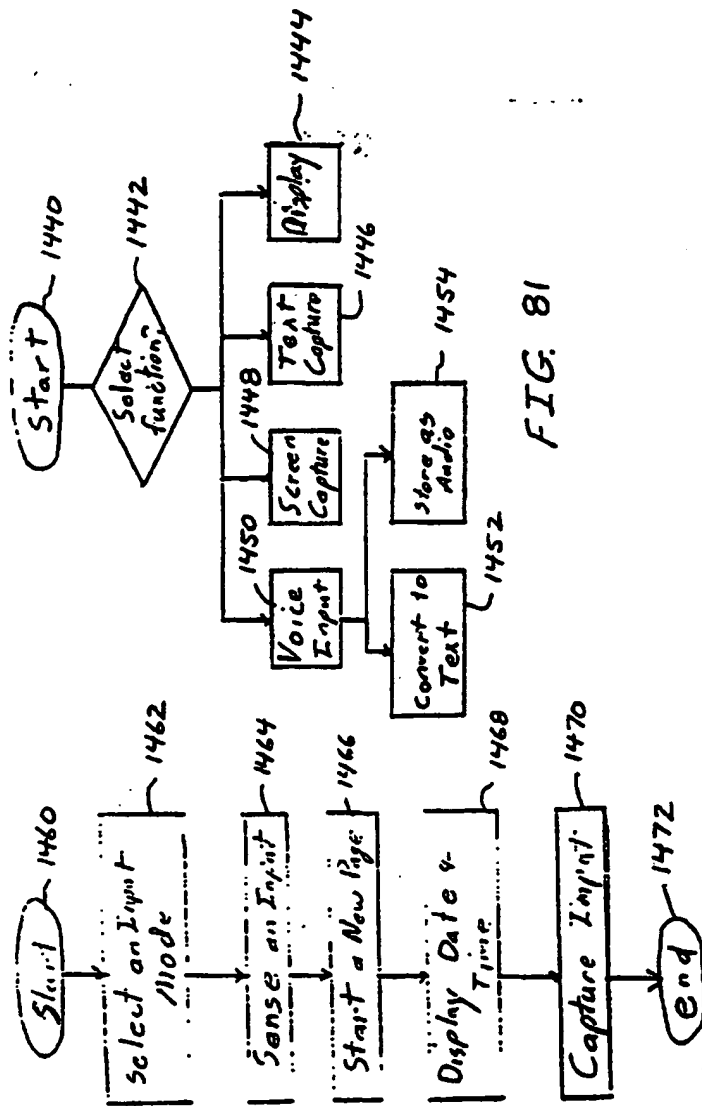 Start
1440
Select
function
1442
Voice
Input
1450
Screen
Capture
1448
Text
Capture
1446
Display
1444
Convert to
Text
1452
Store as
Audio
1454
FIG. 81
Start
1460
Select an Input
Mode
1462
Sense an Input
1464
Start a New Page
1466
Display Date &
Time
1468
Capture Input
1470
end
1472